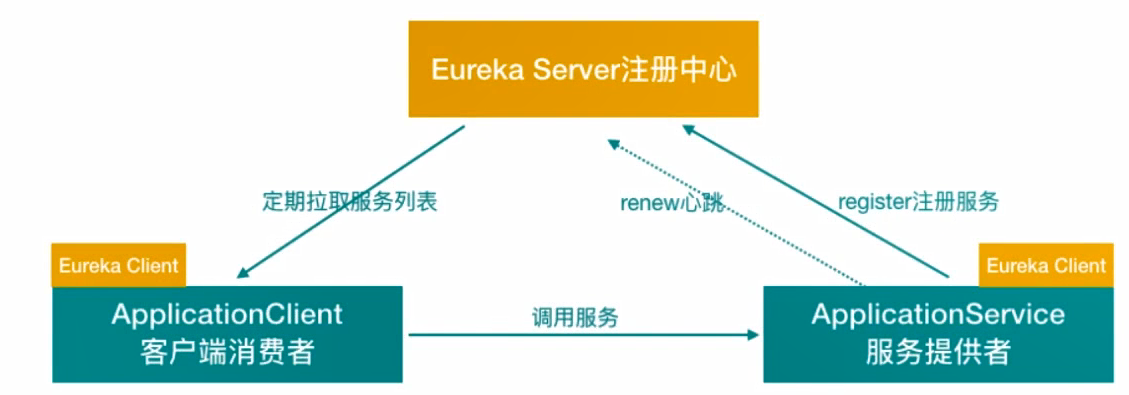 Eureka Server注册中心
定期拉取服务列表
renew心跳
register注册服务
Eureka Client
Eureka Client
ApplicationClient
客户端消费者
调用服务
ApplicationService
服务提供者